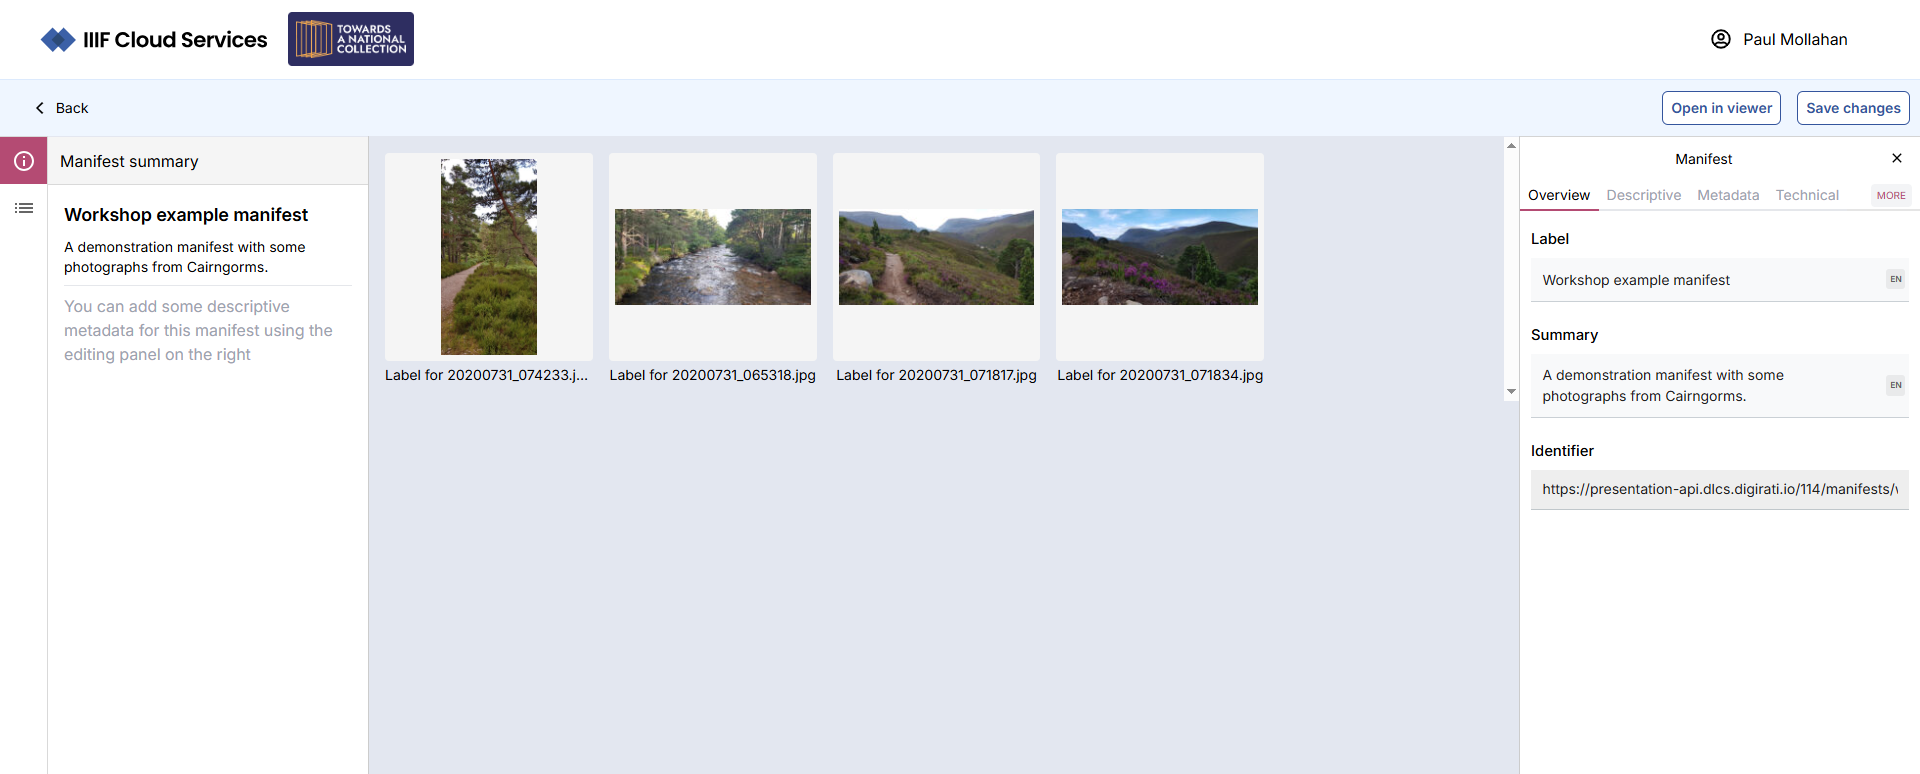 IIIF Cloud Services
TOWARDS
A NATIONAL
COLLECTION
Paul Mollahan
Back
Open in viewer
Save changes
Manifest summary
Workshop example manifest
A demonstration manifest with some
photographs from Cairngorms.
You can add some descriptive
metadata for this manifest using the
editing panel on the right
Label for 20200731_074233.j...
Label for 20200731_065318.jpg
Label for 20200731_071817.jpg
Label for 20200731_071834.jpg
Manifest
Overview
Descriptive
Metadata
Technical
MORE
Label
Workshop example manifest
EN
Summary
A demonstration manifest with some
photographs from Cairngorms.
EN
Identifier
https://presentation-api.dlcs.digirati.io/114/manifests/